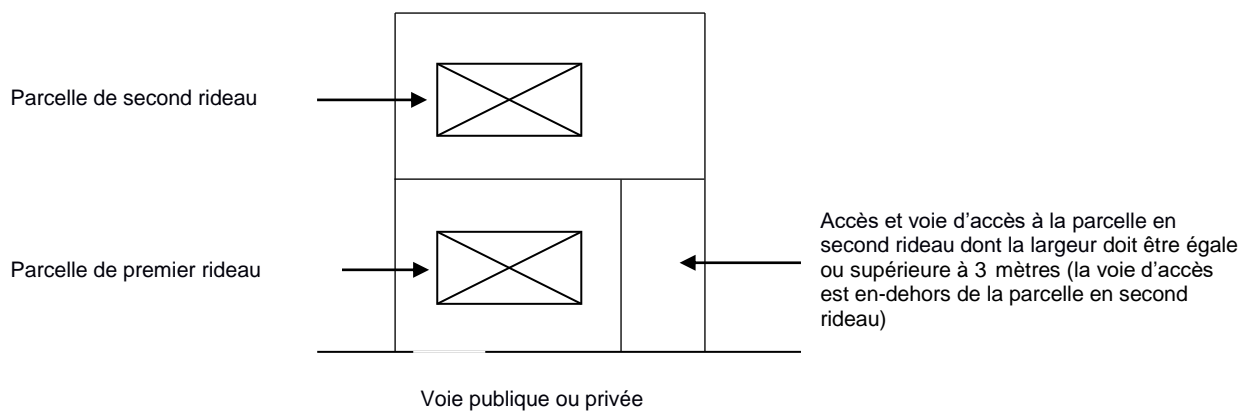 Parcelle de second rideau
Accès et voie d’accès à la parcelle en
second rideau dont la largeur doit être égale
ou supérieure à 3 mètres (la voie d’accès
est en-dehors de la parcelle en second
rideau)
Parcelle de premier rideau
Voie publique ou privée